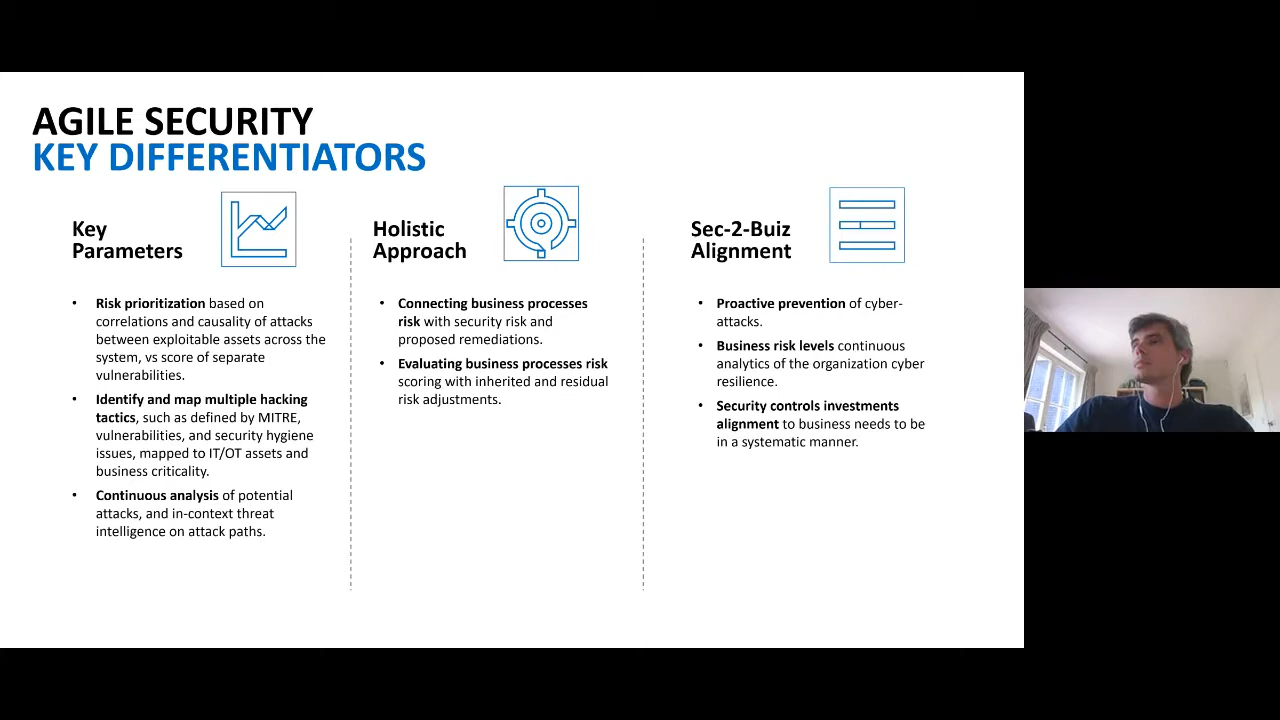 AGILE SECURITY
KEY DIFFERENTIATORS
Key
Parameters
• Risk prioritization based on
correlations and causality of attacks
between exploitable assets across the
system, vs score of separate
vulnerabilities.
• Identify and map multiple hacking
tactics, such as defined by MITRE,
vulnerabilities, and security hygiene
issues, mapped to IT/OT assets and
business criticality.
• Continuous analysis of potential
attacks, and in-context threat
intelligence on attack paths.
Holistic
Approach
• Connecting business processes
risk with security risk and
proposed remediations.
• Evaluating business processes risk
scoring with inherited and residual
risk adjustments.
Sec-2-Buiz
Alignment
• Proactive prevention of cyber-
attacks.
• Business risk levels continuous
analytics of the organization cyber
resilience.
• Security controls investments
alignment to business needs to be
in a systematic manner.